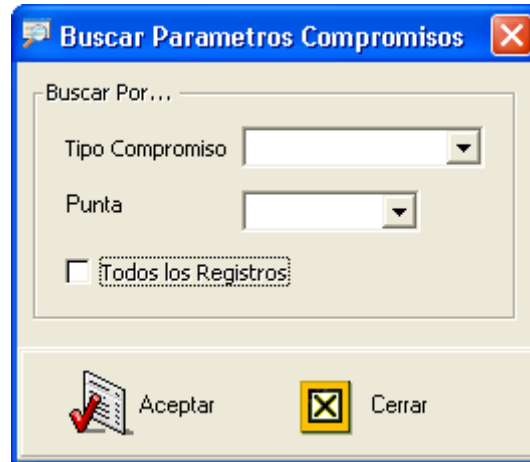 Buscar Parametros Compromisos
Buscar Por...
Tipo Compromiso
Punta
Todos los Registros
Aceptar Cerrar